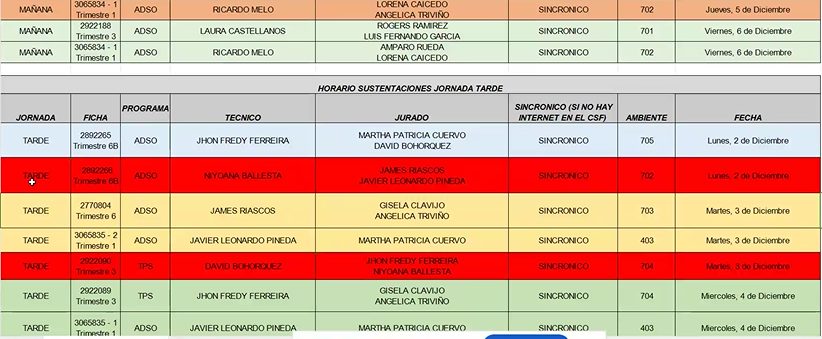 MAÑANA 3065834 - 1 Trimestre 1 ADSO RICARDO MELO LORENA CAICEDO ANGELICA TRIVIÑO SINCRONICO 702 Jueves, 5 de Diciembre
MAÑANA 2922188 Trimestre 3 ADSO LAURA CASTELLANOS ROGERS RAMIREZ LUIS FERNANDO GARCIA SINCRONICO 701 Viernes, 6 de Diciembre
MAÑANA 3065834 - 1 Trimestre 1 ADSO RICARDO MELO AMPARO RUEDA LORENA CAICEDO SINCRONICO 702 Viernes, 6 de Diciembre
HORARIO SUSTENTACIONES JORNADA TARDE
JORNADA FICHA PROGRAMA TECNICO JURADO SINCRONICO (SI NO HAY INTERNET EN EL CSF) AMBIENTE FECHA
TARDE 2892265 Trimestre 6B ADSO JHON FREDY FERREIRA MARTHA PATRICIA CUERVO DAVID BOHORQUEZ SINCRONICO 705 Lunes, 2 de Diciembre
TARDE 2892266 Trimestre 6B ADSO NIYOANA BALLESTA JAMES RIASCOS JAVIER LEONARDO PINEDA SINCRONICO 702 Lunes, 2 de Diciembre
TARDE 2770804 Trimestre 6 ADSO JAMES RIASCOS GISELA CLAVIJO ANGELICA TRIVIÑO SINCRONICO 703 Martes, 3 de Diciembre
TARDE 3065835 - 2 Trimestre 1 ADSO JAVIER LEONARDO PINEDA MARTHA PATRICIA CUERVO SINCRONICO 403 Martes, 3 de Diciembre
TARDE 2922090 Trimestre 3 TPS DAVID BOHORQUEZ JHON FREDY FERREIRA NIYOANA BALLESTA SINCRONICO 704 Martes, 3 de Diciembre
TARDE 2922089 Trimestre 3 TPS JHON FREDY FERREIRA GISELA CLAVIJO ANGELICA TRIVIÑO SINCRONICO 704 Miercoles, 4 de Diciembre
TARDE 3065835 - 1 Trimestre 1 ADSO JAVIER LEONARDO PINEDA MARTHA PATRICIA CUERVO SINCRONICO 403 Miercoles, 4 de Diciembre